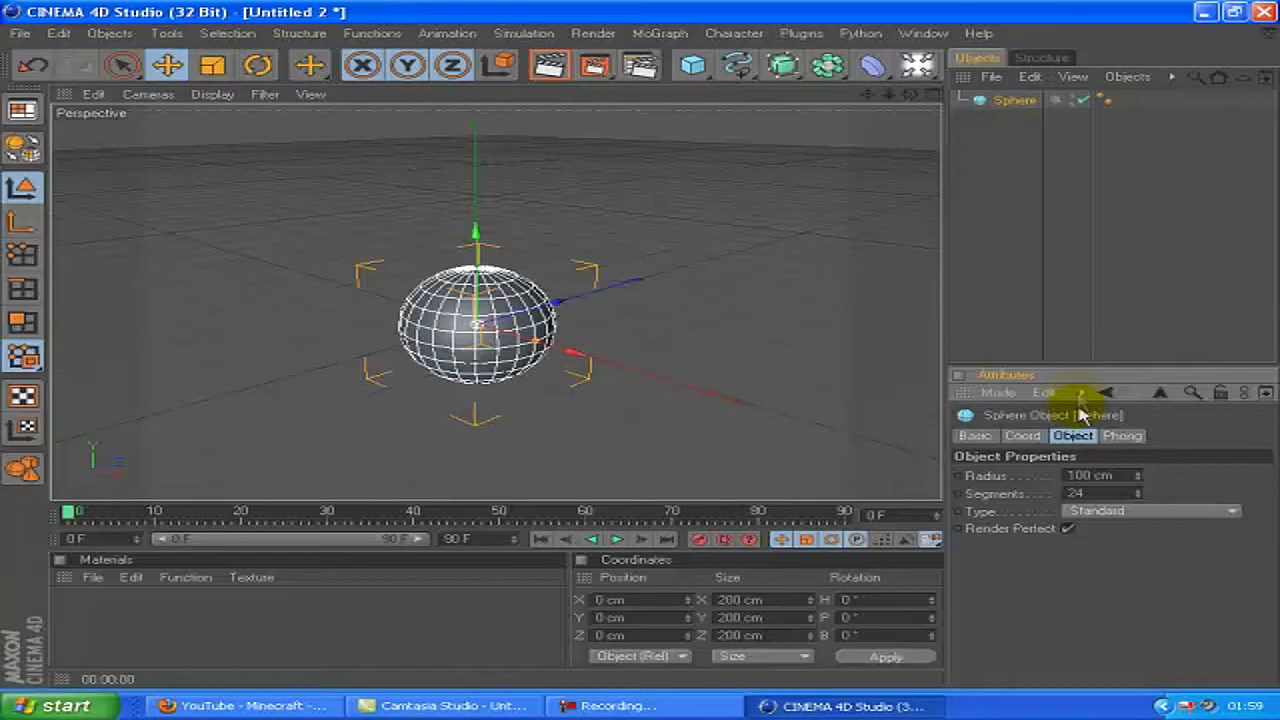 CINEMA 4D Studio (32 Bit) - [Untitled 2 *]
File Edit Objects Tools Selection Structure Functions Animation Simulation Render MoGraph Character Plugins Python Window Help
X Y Z
Objects Structure
File Edit View Objects
Sphere
Edit Cameras Display Filter View
Perspective
Y
Attributes
Mode Edit
Sphere Object [Sphere]
Basic Coord Object Phong
Object Properties
Radius 100 cm
Segments 24
Type Standard
Render Perfect
0 10 20 30 40 50 60 70 80 90 0 F
0 F 0 F 90 F 90 F
Materials
File Edit Function Texture
Coordinates
Position Size Rotation
X 0 cm X 200 cm H 0 °
Y 0 cm Y 200 cm P 0 °
Z 0 cm Z 200 cm B 0 °
Object (Rel) Size Apply
MAXON
CINEMA 4D
00:00:00
start YouTube - Minecraft -... Camtasia Studio - Unt... Recording... CINEMA 4D Studio (3... 01:59